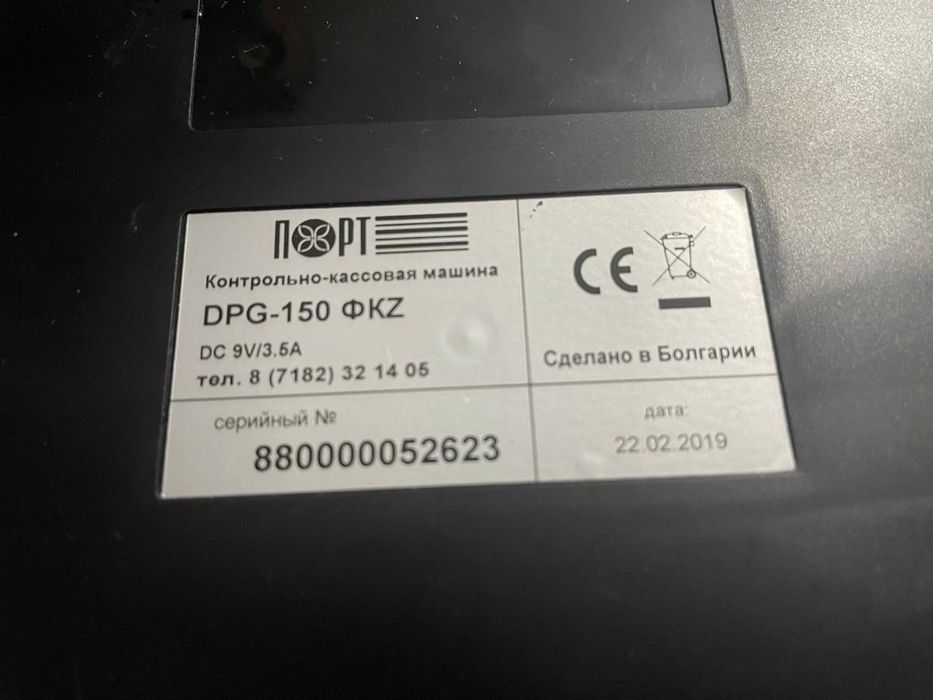 ПОРТ
Контрольно-кассовая машина
DPG-150 ФKZ
DC 9V/3.5A
тел. 8 (7182) 32 14 05
CE
Сделано в Болгарии
серийный №
880000052623
дата:
22.02.2019